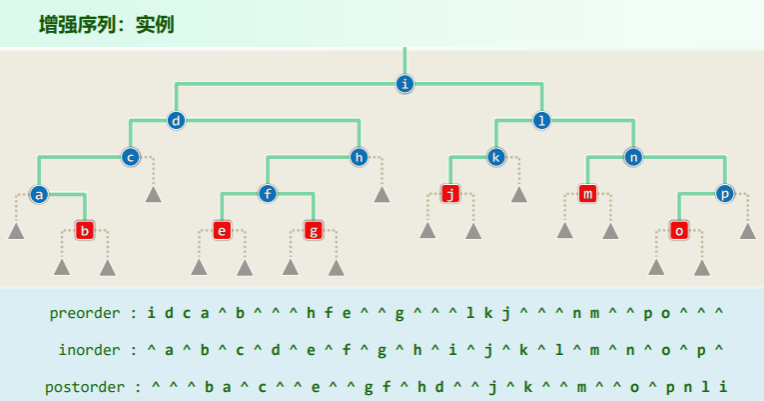 增强序列：实例
i
d
l
c
h
k
n
a
f
j
m
p
b
e
g
o
preorder : i d c a ^ b ^ ^ ^ h f e ^ ^ g ^ ^ ^ l k j ^ ^ ^ n m ^ ^ p o ^ ^ ^
inorder : ^ a ^ b ^ c ^ d ^ e ^ f ^ g ^ h ^ i ^ j ^ k ^ l ^ m ^ n ^ o ^ p ^
postorder : ^ ^ ^ b a ^ c ^ ^ e ^ ^ g f ^ h d ^ ^ j ^ k ^ ^ m ^ ^ o ^ p n l i